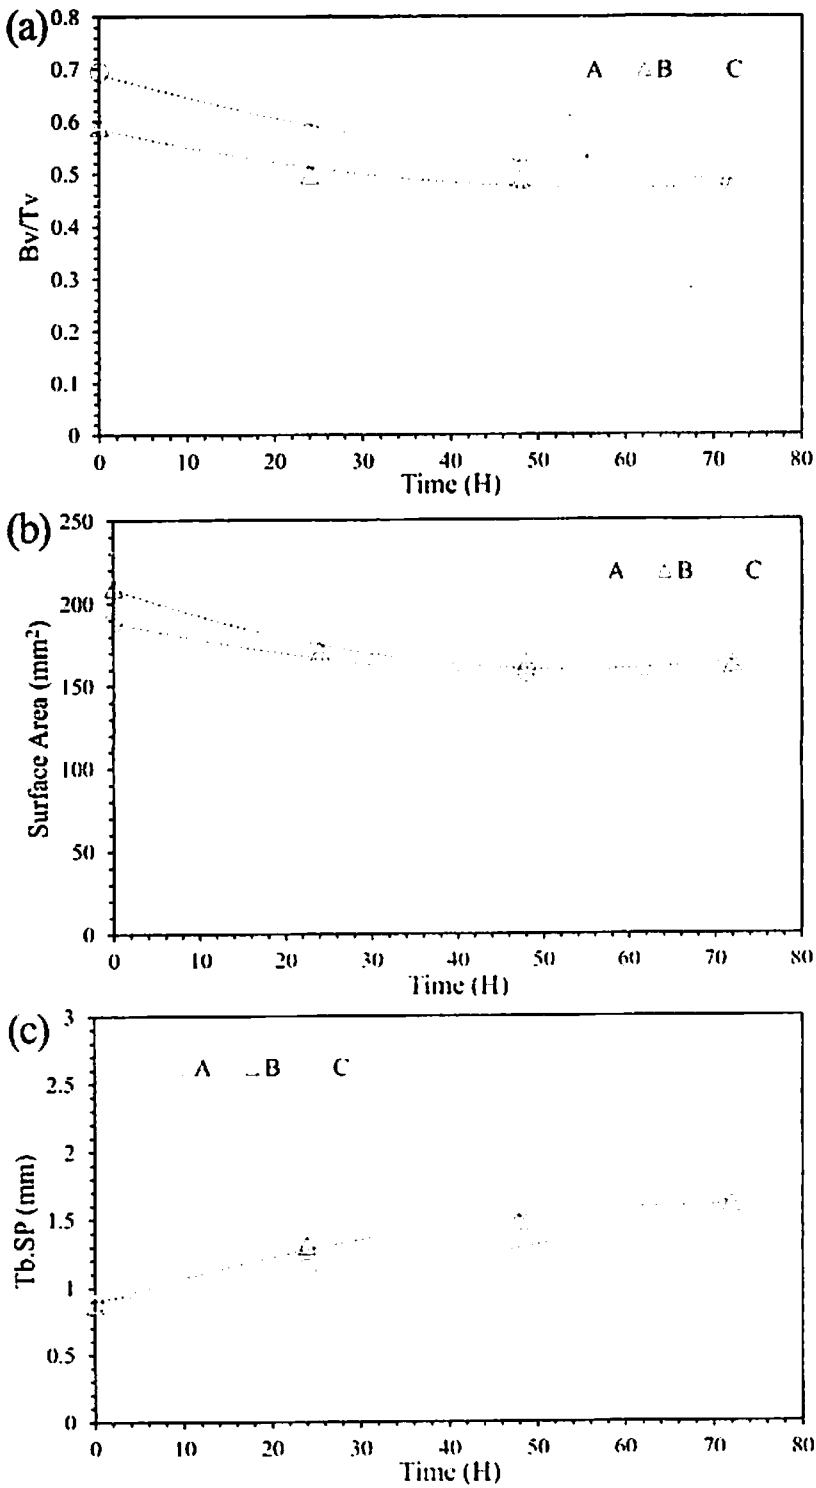 (a)
0.8
0.7
0.6
0.5
0.4
0.3
0.2
0.1
0
Bv/Tv
A B C
0 10 20 30 40 50 60 70 80
Time (H)
(b)
250
200
150
100
50
0
Surface Area (mm²)
A B C
0 10 20 30 40 50 60 70 80
Time (H)
(c)
3
2.5
2
1.5
1
0.5
0
Tb.SP (mm)
A B C
0 10 20 30 40 50 60 70 80
Time (H)